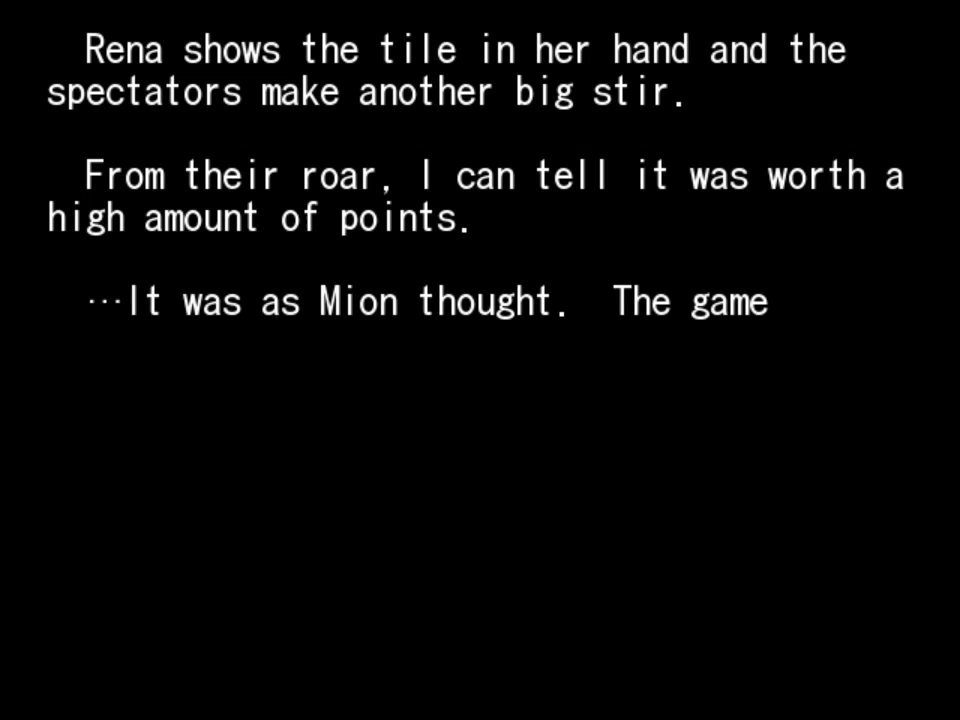 Rena shows the tile in her hand and the
spectators make another big stir.
From their roar, I can tell it was worth a
high amount of points.
…It was as Mion thought.  The game